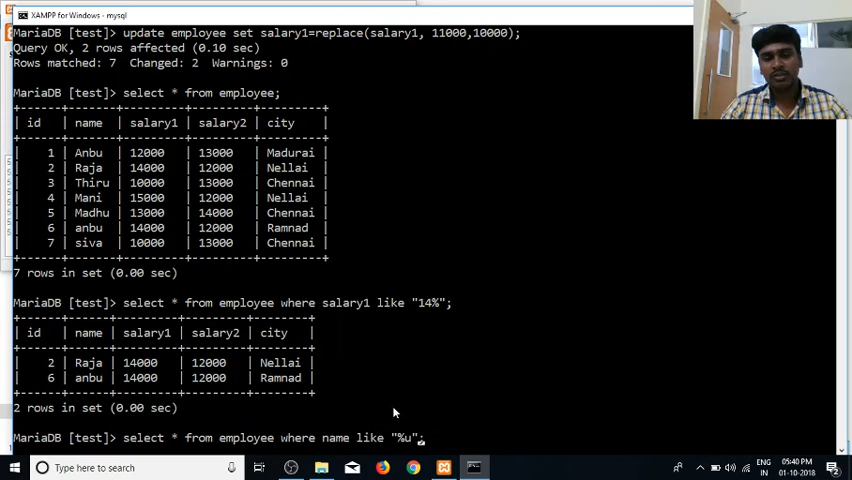 XAMPP for Windows - mysql
MariaDB [test]> update employee set salary1=replace(salary1, 11000,10000);
Query OK, 2 rows affected (0.10 sec)
Rows matched: 7  Changed: 2  Warnings: 0
MariaDB [test]> select * from employee;
+------+-------+---------+---------+---------+
| id   | name  | salary1 | salary2 | city    |
+------+-------+---------+---------+---------+
|    1 | Anbu  | 12000   | 13000   | Madurai |
|    2 | Raja  | 14000   | 12000   | Nellai  |
|    3 | Thiru | 10000   | 13000   | Chennai |
|    4 | Mani  | 15000   | 12000   | Nellai  |
|    5 | Madhu | 13000   | 14000   | Chennai |
|    6 | anbu  | 14000   | 12000   | Ramnad  |
|    7 | siva  | 10000   | 13000   | Chennai |
+------+-------+---------+---------+---------+
7 rows in set (0.00 sec)
MariaDB [test]> select * from employee where salary1 like "14%";
+------+------+---------+---------+--------+
| id   | name | salary1 | salary2 | city   |
+------+------+---------+---------+--------+
|    2 | Raja | 14000   | 12000   | Nellai |
|    6 | anbu | 14000   | 12000   | Ramnad |
+------+------+---------+---------+--------+
2 rows in set (0.00 sec)
MariaDB [test]> select * from employee where name like "%u";
Type here to search
ENG
IN
05:40 PM
01-10-2018